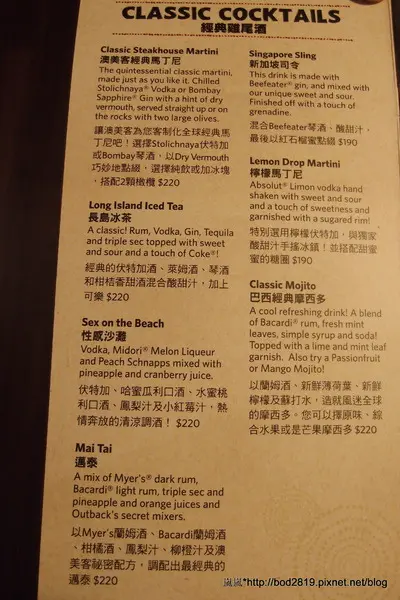 CLASSIC COCKTAILS
經典雞尾酒
Classic Steakhouse Martini
澳美客經典馬丁尼
The quintessential classic martini,
made just as you like it. Chilled
Stolichnaya® Vodka or Bombay
Sapphire® Gin with a hint of dry
vermouth, served straight up or on
the rocks with two large olives.
讓澳美客為您客制化全球經典馬
丁尼吧！選擇Stolichnaya伏特加
或Bombay琴酒，以Dry Vermouth
巧妙地點綴，選擇純飲或加冰塊
，搭配2顆橄欖 $220
Long Island Iced Tea
長島冰茶
A classic! Rum, Vodka, Gin, Tequila
and triple sec topped with sweet
and sour and a touch of Coke®!
經典的伏特加酒、萊姆酒、琴酒
和柑桔香甜酒混合酸甜汁，加上
可樂 $220
Sex on the Beach
性感沙灘
Vodka, Midori® Melon Liqueur
and Peach Schnapps mixed with
pineapple and cranberry juice.
伏特加、哈蜜瓜利口酒、水蜜桃
利口酒、鳳梨汁及小紅莓汁，熱
情奔放的清涼調酒！ $220
Mai Tai
邁泰
A mix of Myer's® dark rum,
Bacardi® light rum, triple sec and
pineapple and orange juices and
Outback's secret mixers.
以Myer's蘭姆酒、Bacardi蘭姆酒
、柑橘酒、鳳梨汁、柳橙汁及澳
美客祕密配方，調配出最經典的
邁泰 $220
Singapore Sling
新加坡司令
This drink is made with
Beefeater® gin, and mixed with
our unique sweet and sour.
Finished off with a touch of
grenadine.
混合Beefeater琴酒、酸甜汁，
最後以紅石榴蜜點綴 $190
Lemon Drop Martini
檸檬馬丁尼
Absolut® Limon vodka hand
shaken with sweet and sour
and a touch of sweetness and
garnished with a sugared rim!
特別選用檸檬伏特加，與獨家
酸甜汁手搖冰鎮！並搭配甜蜜
蜜的糖圈 $190
Classic Mojito
巴西經典摩西多
A cool refreshing drink! A blend
of Bacardi® rum, fresh mint
leaves, simple syrup and soda!
Topped with a lime and mint leaf
garnish. Also try a Passionfruit
or Mango Mojito!
以蘭姆酒、新鮮薄荷葉、新鮮
檸檬及蘇打水，造就風迷全球
的摩西多。您可以擇原味、綜
合水果或是芒果摩西多 $220
嵐嵐*http://bod2819.pixnet.net/blog